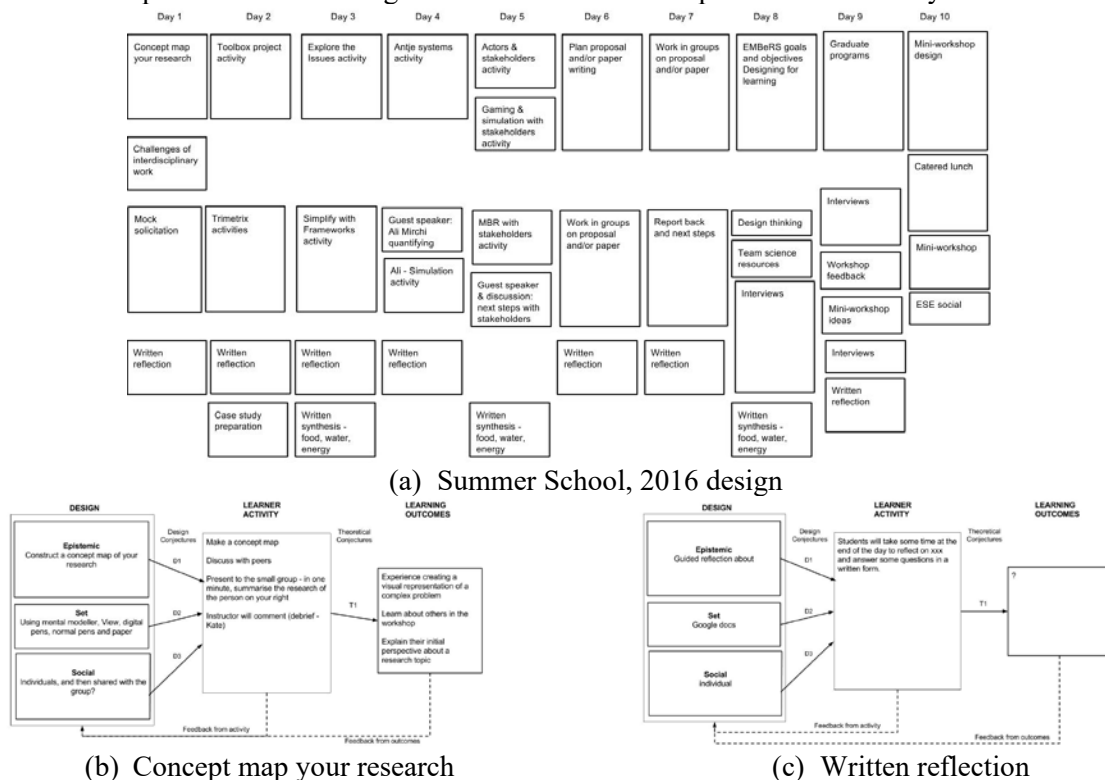 Day 1
Day 2
Day 3
Day 4
Day 5
Day 6
Day 7
Day 8
Day 9
Day 10
Concept map
your research
Challenges of
interdisciplinary
work
Mock
solicitation
Written
reflection
Toolbox project
activity
Trimetrix
activities
Written
reflection
Case study
preparation
Explore the
Issues activity
Simplify with
Frameworks
activity
Written
reflection
Written
synthesis -
food, water,
energy
Antje systems
activity
Guest speaker:
Ali Mirchi
quantifying
Ali - Simulation
activity
Written
reflection
Actors &
stakeholders
activity
Gaming &
simulation with
stakeholders
activity
MBR with
stakeholders
activity
Guest speaker
& discussion:
next steps with
stakeholders
Written
synthesis -
food, water,
energy
Plan proposal
and/or paper
writing
Work in groups
on proposal
and/or paper
Written
reflection
Work in groups
on proposal
and/or paper
Report back
and next steps
Written
reflection
EMBeRS goals
and objectives
Designing for
learning
Design thinking
Team science
resources
Interviews
Written
synthesis -
food, water,
energy
Graduate
programs
Interviews
Workshop
feedback
Mini-workshop
ideas
Interviews
Written
reflection
Mini-workshop
design
Catered lunch
Mini-workshop
ESE social
(a) Summer School, 2016 design
DESIGN
Epistemic
Construct a concept map of your
research
Set
Using mental modeller, View, digital
pens, normal pens and paper
Social
Individuals, and then shared with the
group?
Design
Conjectures
D1
D2
D3
LEARNER
ACTIVITY
Make a concept map
Discuss with peers
Present to the small group - in one
minute, summarise the research of
the person on your right
Instructor will comment (debrief -
Kate)
Theoretical
Conjectures
T1
LEARNING
OUTCOMES
Experience creating a
visual representation of a
complex problem
Learn about others in the
workshop
Explain their initial
perspective about a
research topic
Feedback from activity
Feedback from outcomes
(b) Concept map your research
DESIGN
Epistemic
Guided reflection about
Set
Google docs
Social
individual
Design
Conjectures
D1
D2
D3
LEARNER
ACTIVITY
Students will take some time at the
end of the day to reflect on xxx
and answer some questions in a
written form.
Theoretical
Conjectures
T1
LEARNING
OUTCOMES
?
Feedback from activity
Feedback from outcomes
(c) Written reflection